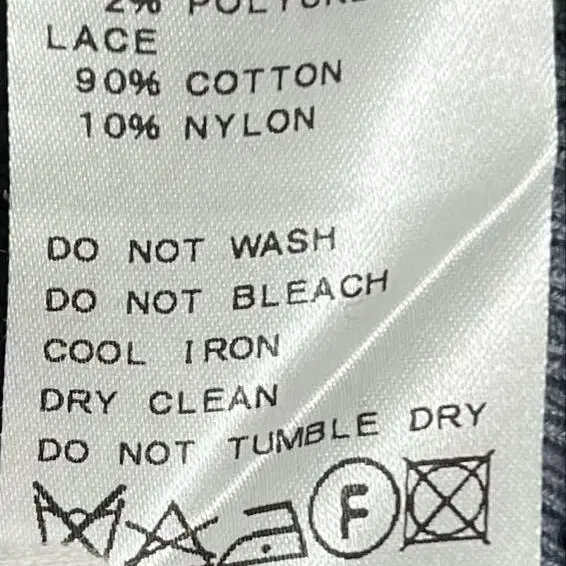 2%
LACE
90% COTTON
10% NYLON
DO NOT WASH
DO NOT BLEACH
COOL IRON
DRY CLEAN
DO NOT TUMBLE DRY
F